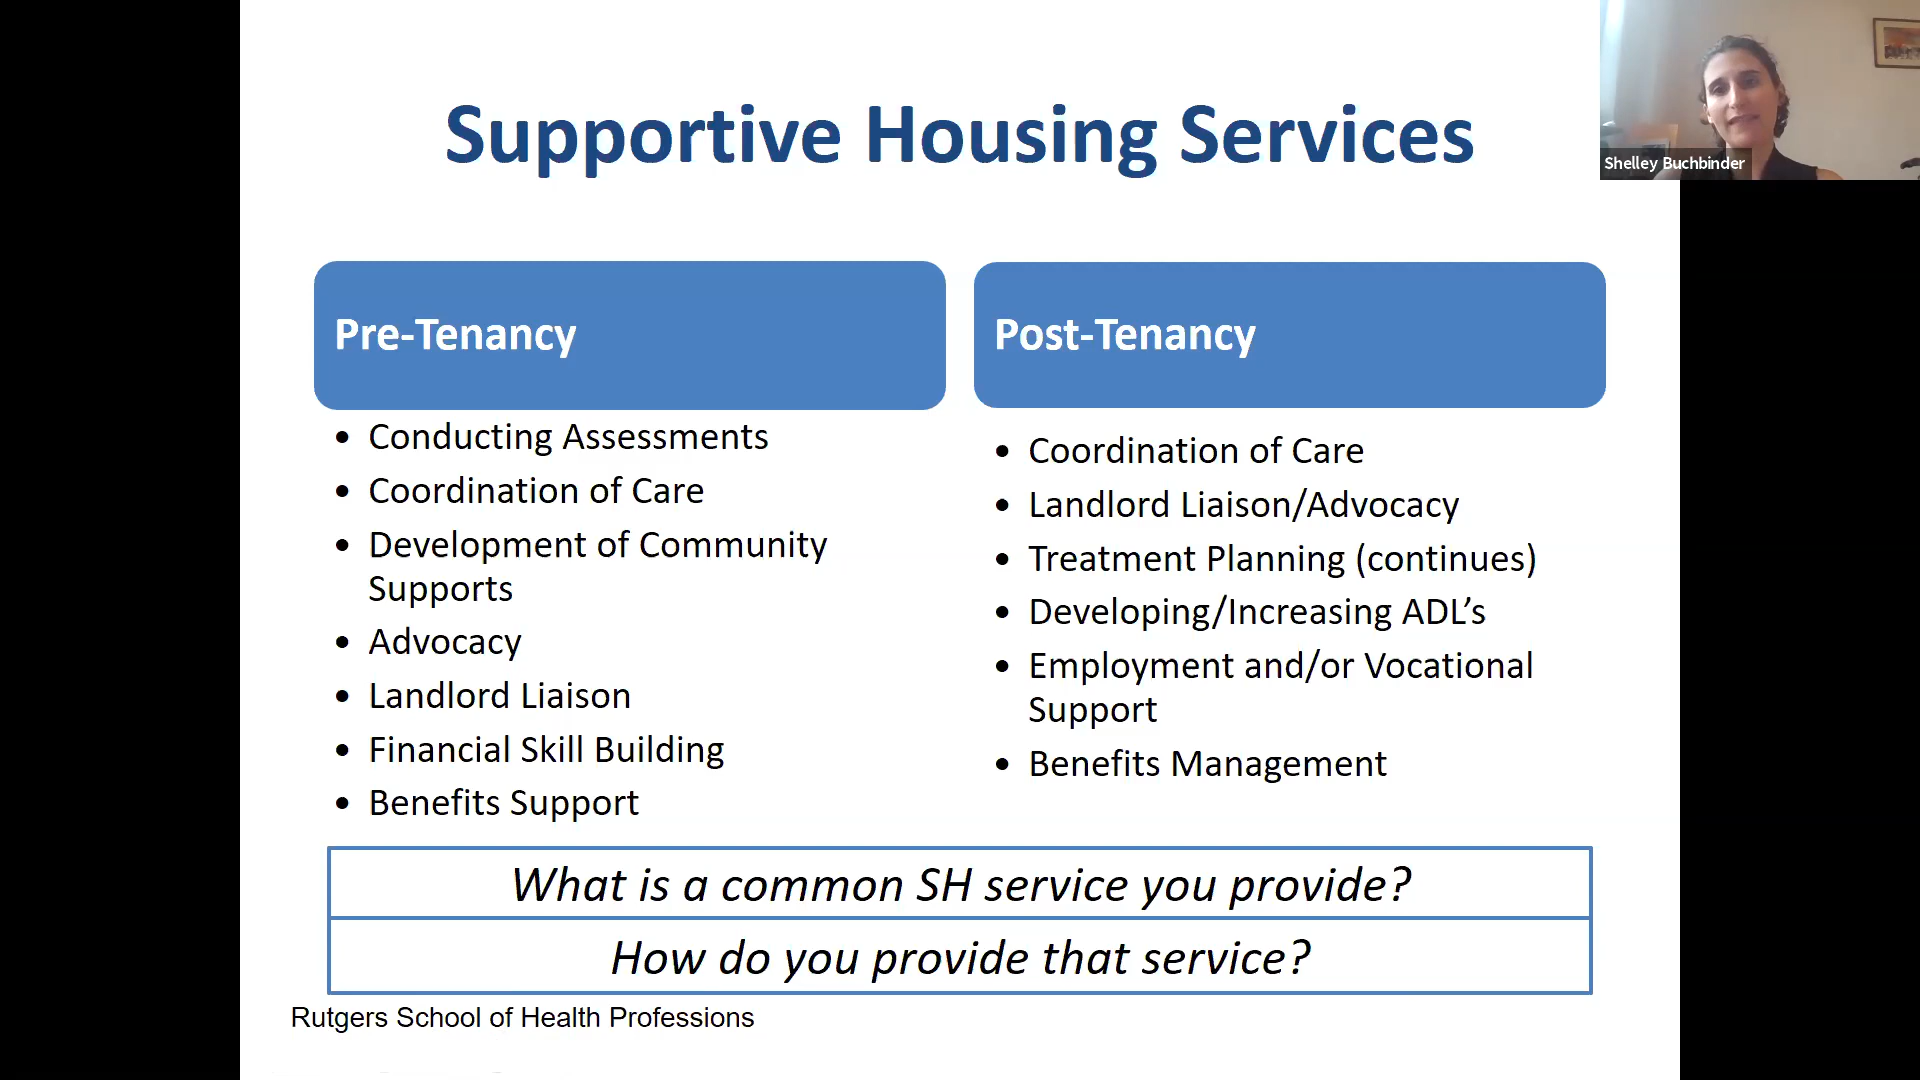 Supportive Housing Services
Shelley Buchbinder
Pre-Tenancy
• Conducting Assessments
• Coordination of Care
• Development of Community
Supports
• Advocacy
• Landlord Liaison
• Financial Skill Building
• Benefits Support
Post-Tenancy
• Coordination of Care
• Landlord Liaison/Advocacy
• Treatment Planning (continues)
• Developing/Increasing ADL’s
• Employment and/or Vocational
Support
• Benefits Management
What is a common SH service you provide?
How do you provide that service?
Rutgers School of Health Professions